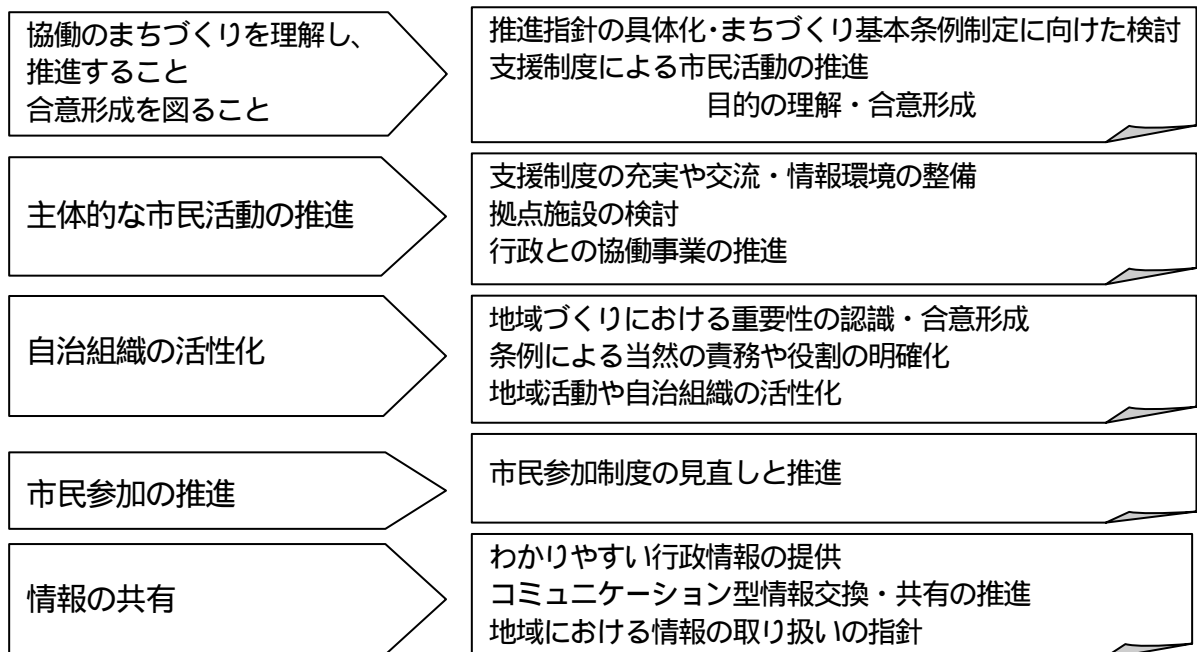 協働のまちづくりを理解し、
推進すること
合意形成を図ること
推進指針の具体化・まちづくり基本条例制定に向けた検討
支援制度による市民活動の推進
目的の理解・合意形成
主体的な市民活動の推進
支援制度の充実や交流・情報環境の整備
拠点施設の検討
行政との協働事業の推進
自治組織の活性化
地域づくりにおける重要性の認識・合意形成
条例による当然の責務や役割の明確化
地域活動や自治組織の活性化
市民参加の推進
市民参加制度の見直しと推進
情報の共有
わかりやすい行政情報の提供
コミュニケーション型情報交換・共有の推進
地域における情報の取り扱いの指針